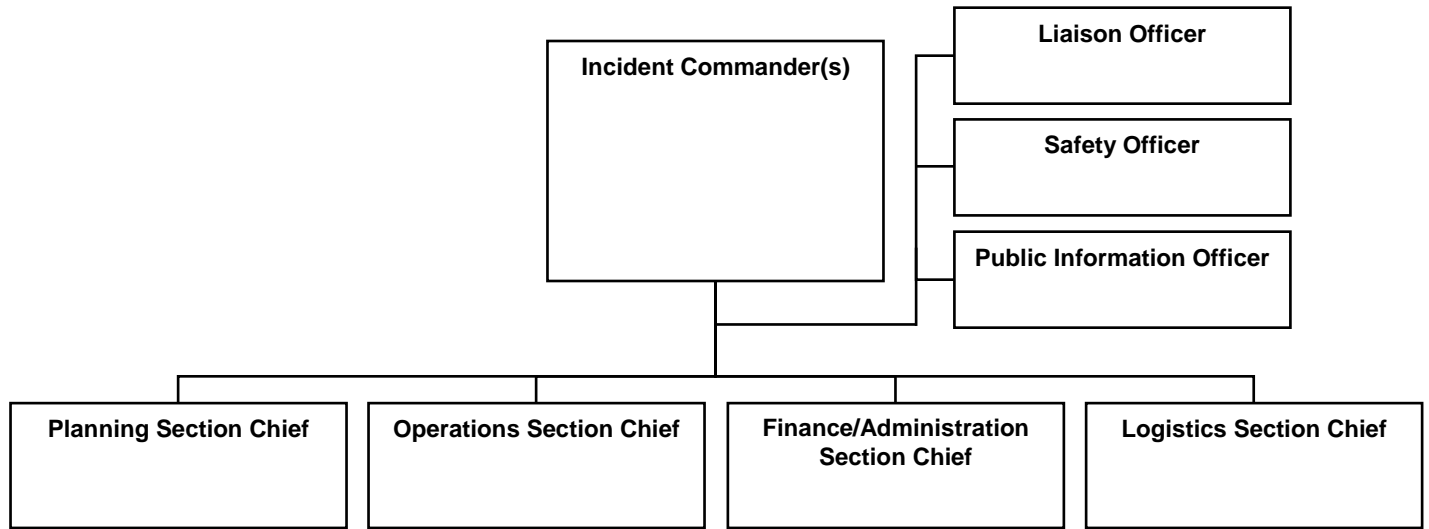 Liaison Officer
Incident Commander(s)
Safety Officer
Public Information Officer
Planning Section Chief
Operations Section Chief
Finance/Administration
Section Chief
Logistics Section Chief